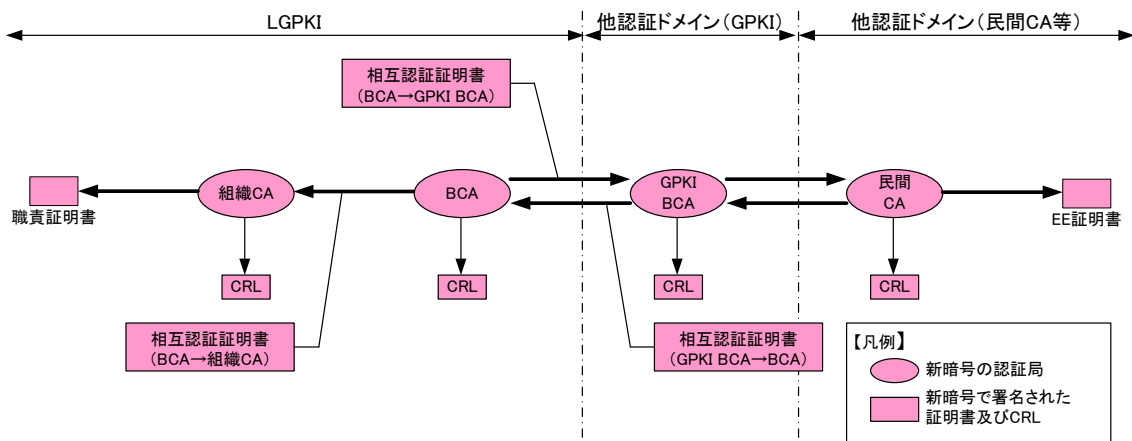 LGPKI
他認証ドメイン(GPKI)
他認証ドメイン(民間CA等)
相互認証証明書
(BCA→GPKI BCA)
職責証明書
組織CA
BCA
GPKI
BCA
民間
CA
EE証明書
CRL
CRL
CRL
CRL
相互認証証明書
(BCA→組織CA)
相互認証証明書
(GPKI BCA→BCA)
【凡例】
新暗号の認証局
新暗号で署名された
証明書及びCRL